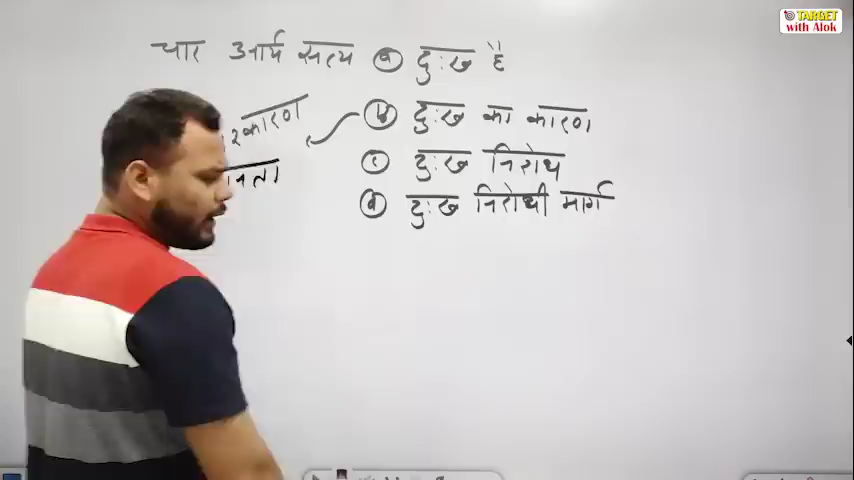 TARGET
with Alok
चार आर्य सत्य ⓐ दुःख है
ⓑ दुःख का कारण
कारण
ⓒ दुःख निरोध
ⓓ दुःख निरोधी मार्ग